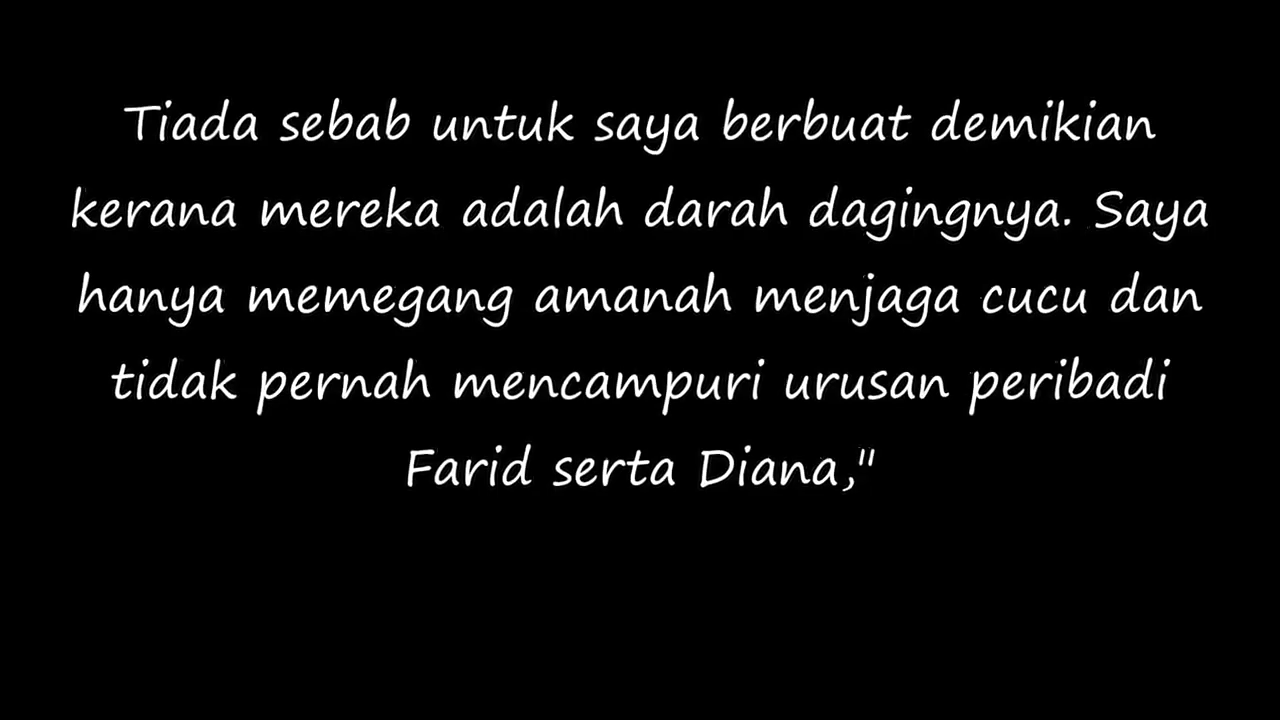 Tiada sebab untuk saya berbuat demikian
kerana mereka adalah darah dagingnya. Saya
hanya memegang amanah menjaga cucu dan
tidak pernah mencampuri urusan peribadi
Farid serta Diana,"